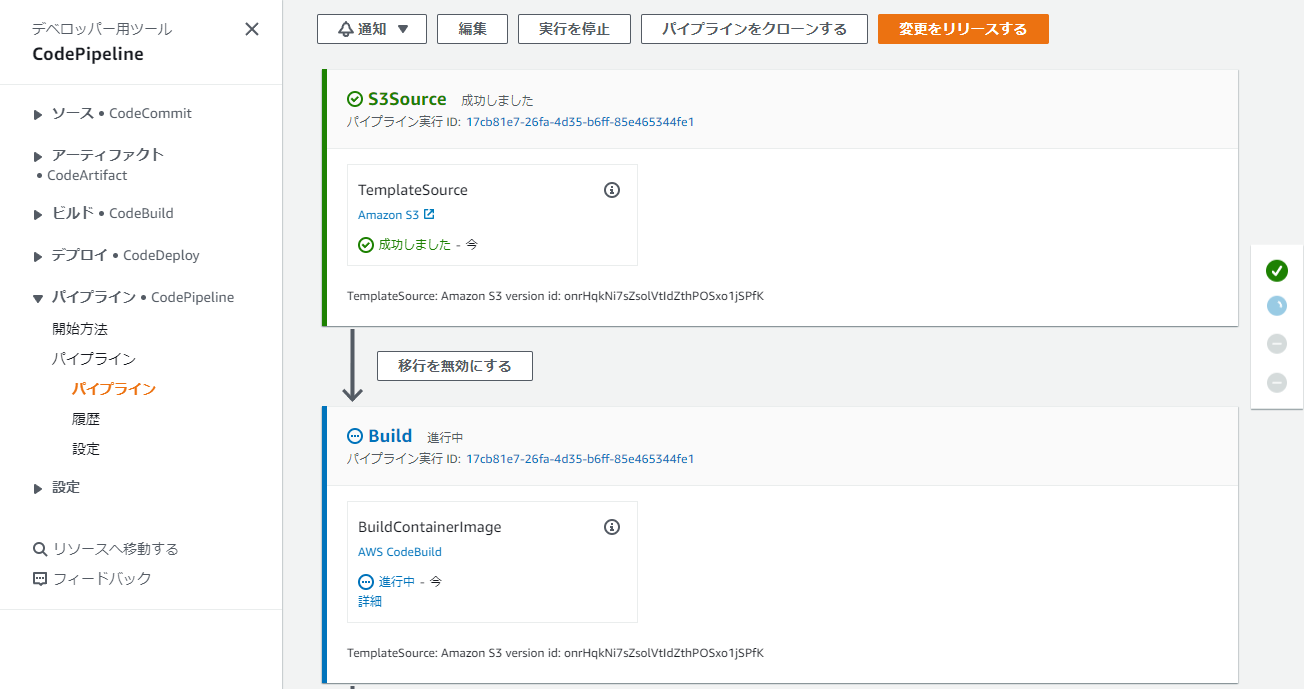 デベロッパー用ツール
CodePipeline
ソース • CodeCommit
アーティファクト
• CodeArtifact
ビルド • CodeBuild
デプロイ • CodeDeploy
パイプライン • CodePipeline
開始方法
パイプライン
パイプライン
履歴
設定
設定
リソースへ移動する
フィードバック
通知 編集 実行を停止 パイプラインをクローンする 変更をリリースする
S3Source 成功しました
パイプライン実行 ID: 17cb81e7-26fa-4d35-b6ff-85e465344fe1
TemplateSource
Amazon S3
成功しました - 今
TemplateSource: Amazon S3 version id: onrHqkNi7sZsolVtIdZthPOSxo1jSPfK
移行を無効にする
Build 進行中
パイプライン実行 ID: 17cb81e7-26fa-4d35-b6ff-85e465344fe1
BuildContainerImage
AWS CodeBuild
進行中 - 今
詳細
TemplateSource: Amazon S3 version id: onrHqkNi7sZsolVtIdZthPOSxo1jSPfK